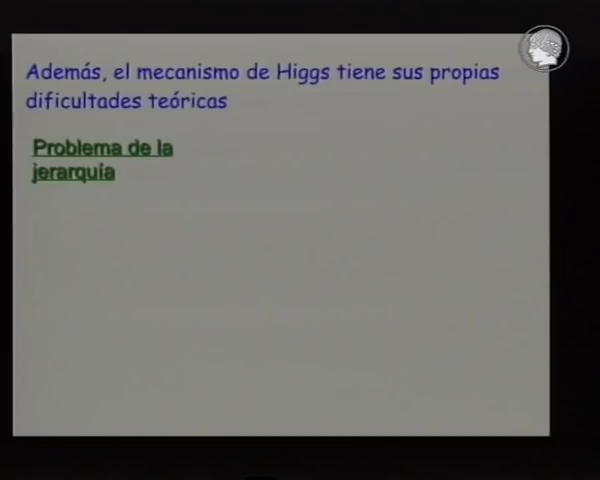 Además, el mecanismo de Higgs tiene sus propias
dificultades teóricas
Problema de la
jerarquía